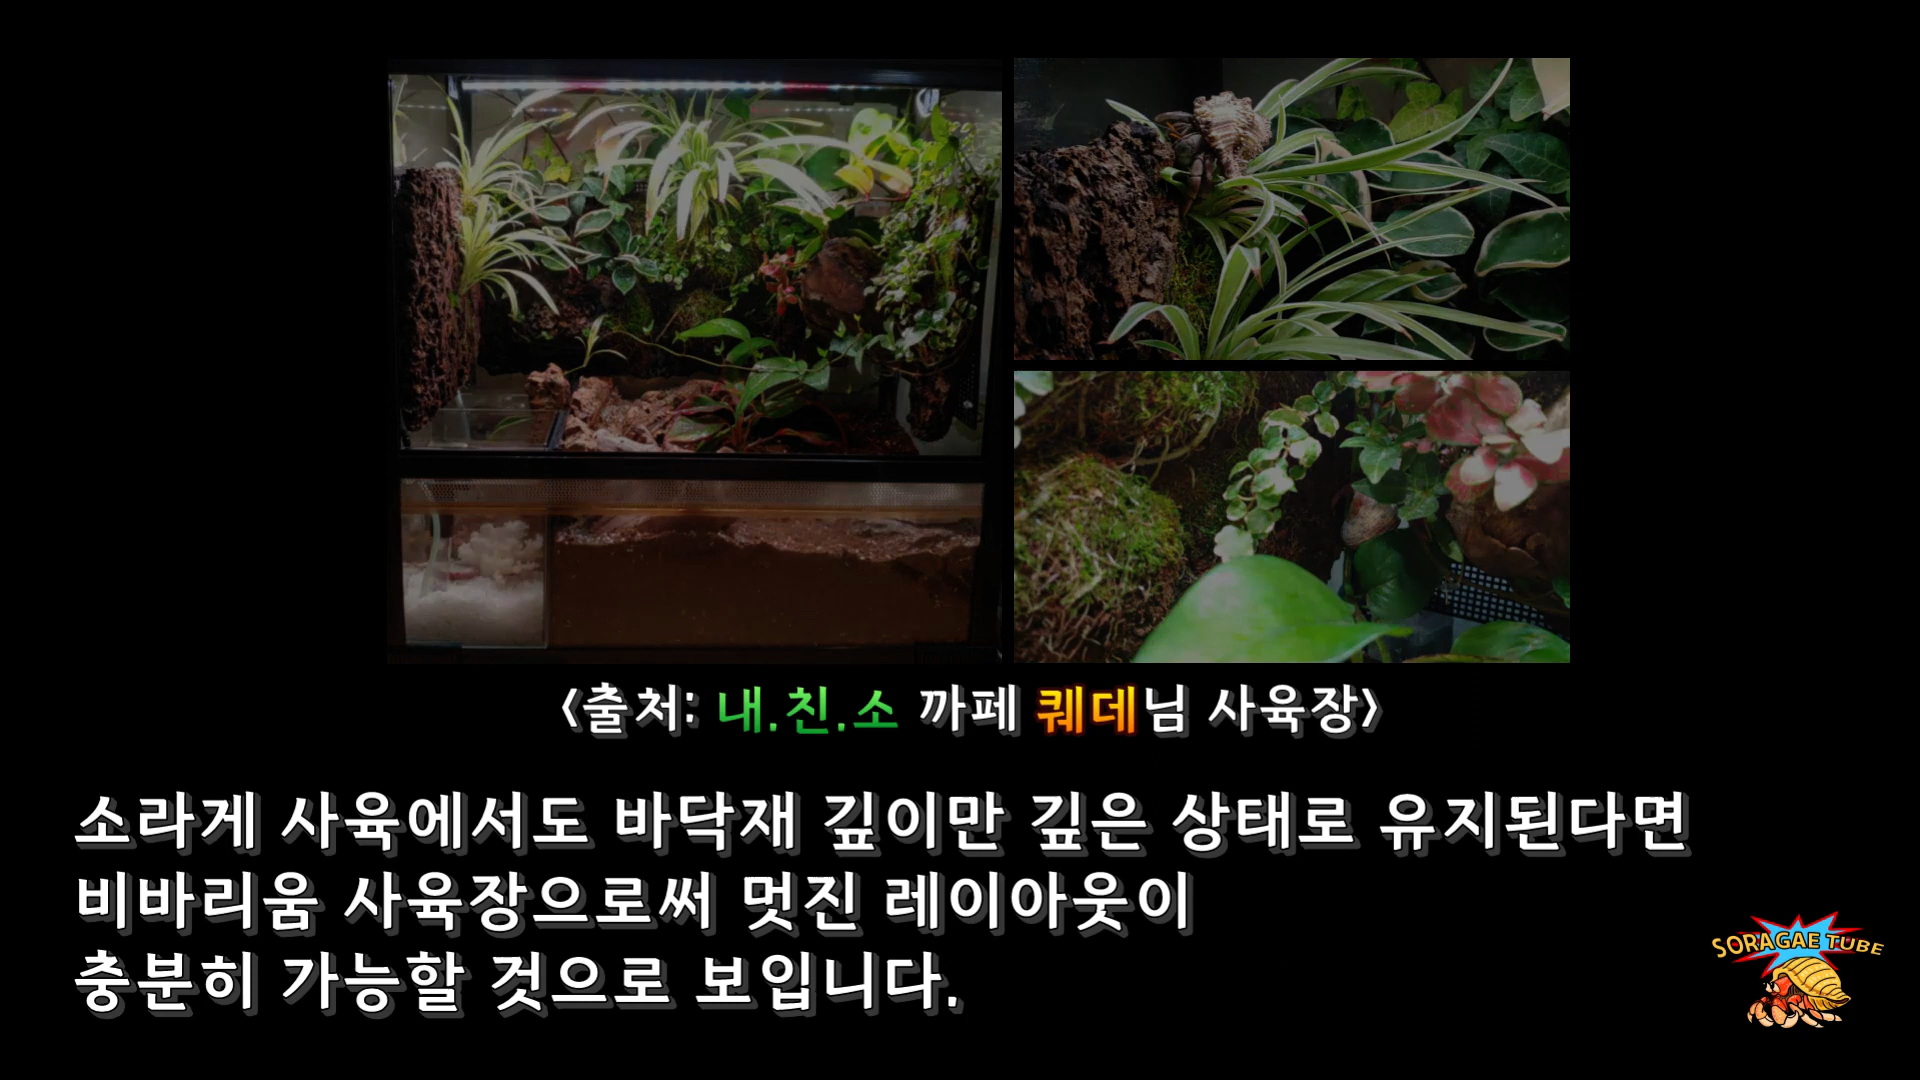 <출처: 내.친.소 까페 퀘데님 사육장>
소라게 사육에서도 바닥재 깊이만 깊은 상태로 유지된다면
비바리움 사육장으로써 멋진 레이아웃이
충분히 가능할 것으로 보입니다.
SORAGAE TUBE